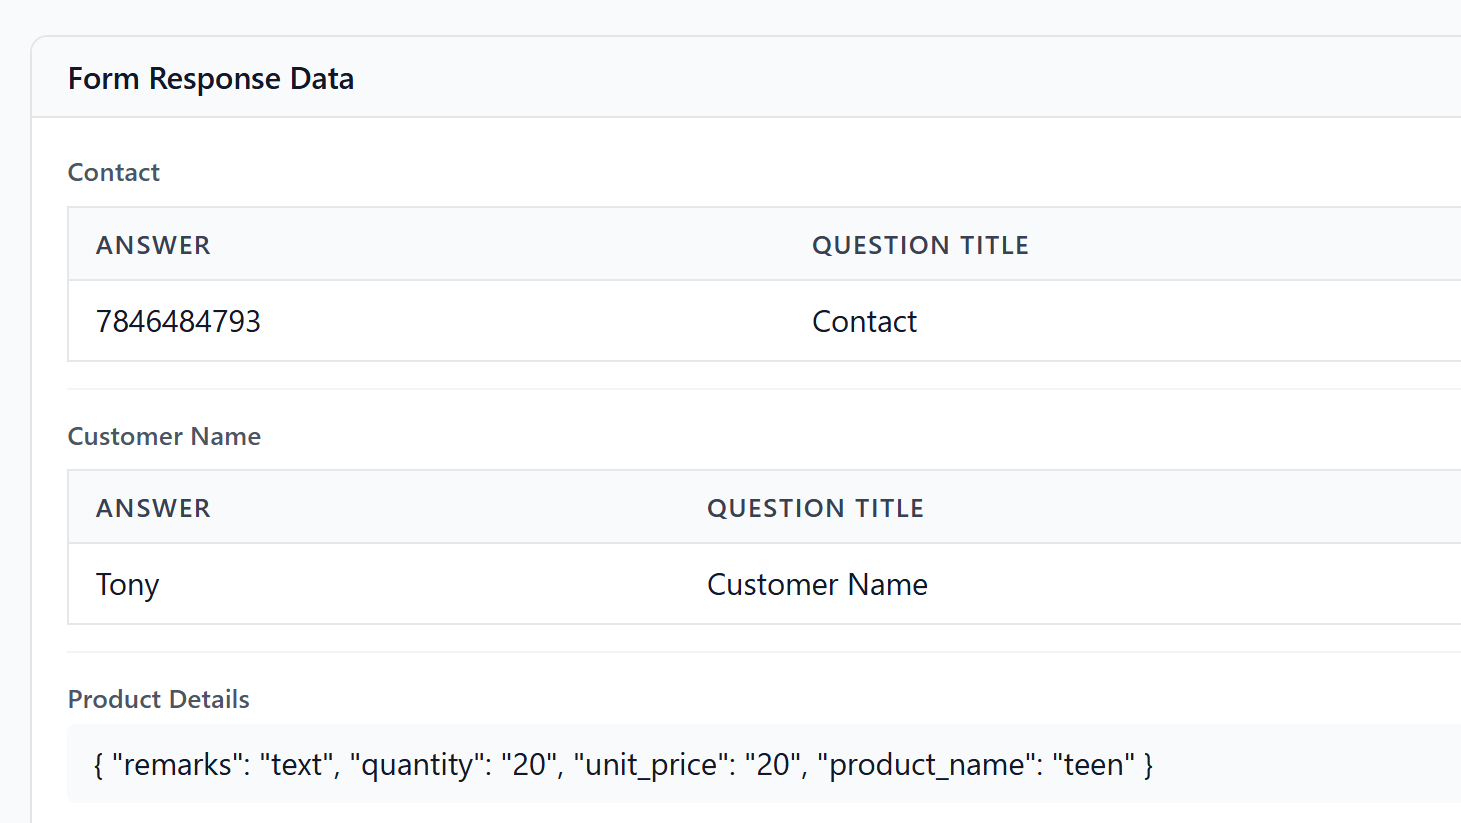 Form Response Data
Contact
ANSWER QUESTION TITLE
7846484793 Contact
Customer Name
ANSWER QUESTION TITLE
Tony Customer Name
Product Details
{ "remarks": "text", "quantity": "20", "unit_price": "20", "product_name": "teen" }